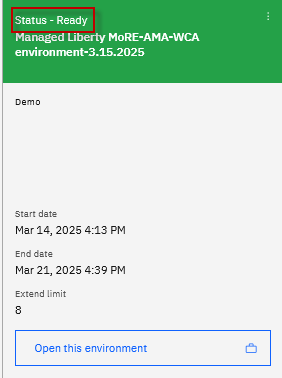 Status - Ready
Managed Liberty MoRE-AMA-WCA
environment-3.15.2025
Demo
Start date
Mar 14, 2025 4:13 PM
End date
Mar 21, 2025 4:39 PM
Extend limit
8
Open this environment